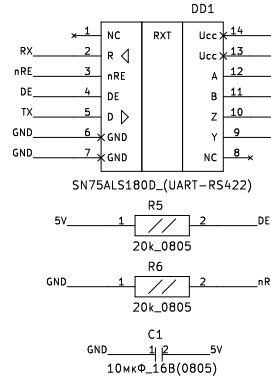 DD1
1 NC RXT Ucc 14
RX 2 R Ucc 13
nRE 3 nRE A 12
DE 4 DE B 11
TX 5 D Z 10
GND 6 GND Y 9
GND 7 GND NC 8
SN75ALS180D_(UART-RS422)
R5
5V 1 2 DE
20k_0805
R6
GND 1 2 nR
20k_0805
C1
GND 1 2 5V
10мкФ_16В(0805)